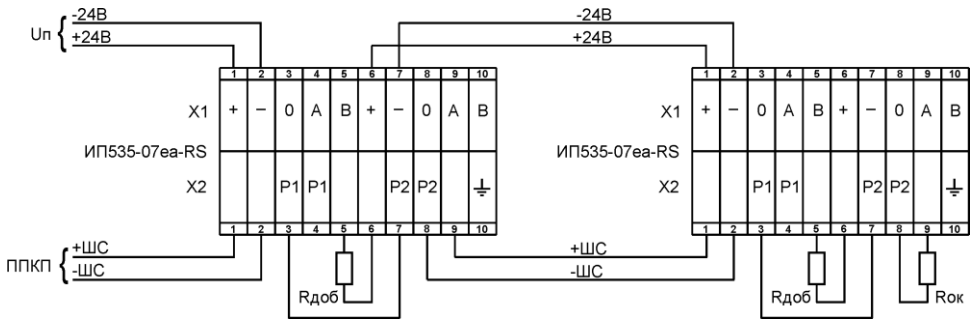 -24В -24В
Uп
+24В +24В
1 2 3 4 5 6 7 8 9 10 1 2 3 4 5 6 7 8 9 10
X1 + − 0 A B + − 0 A B X1 + − 0 A B + − 0 A B
ИП535-07еа-RS ИП535-07еа-RS
X2 P1 P1 P2 P2 X2 P1 P1 P2 P2
1 2 3 4 5 6 7 8 9 10 1 2 3 4 5 6 7 8 9 10
+ШС +ШС
ППКП
-ШС -ШС
Rдоб Rдоб Rок